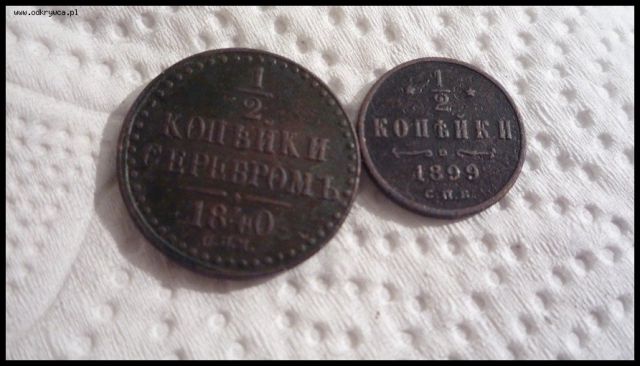 www.odkrywca.pl
1/2
КОПѢЙКИ
СЕРЕБРОМЪ
1840
1/2
КОПѢЙКИ
1899
С.П.Б.